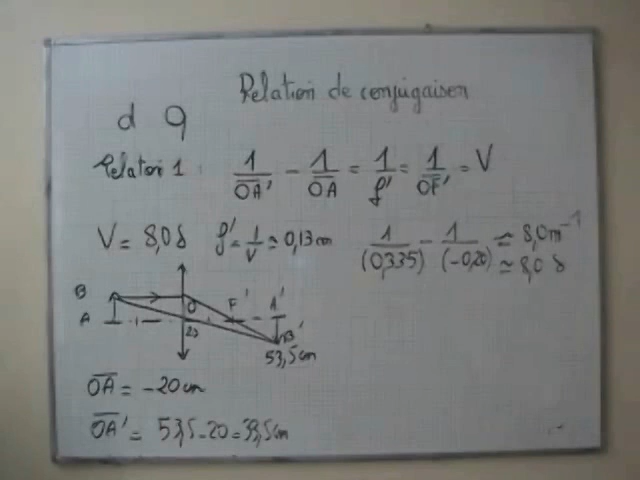 Relation de conjugaison
d 9
Relation 1 : 1/OA' - 1/OA = 1/f' = 1/OF' = V
V = 8,0 δ f' = 1/V ≈ 0,13 m
1/(0,335) - 1/(-0,20) ≈ 8,0 m⁻¹
≈ 8,0 δ
B O F' A'
A 20 B'
53,5 cm
OA = -20 cm
OA' = 53,5 - 20 = 33,5 cm